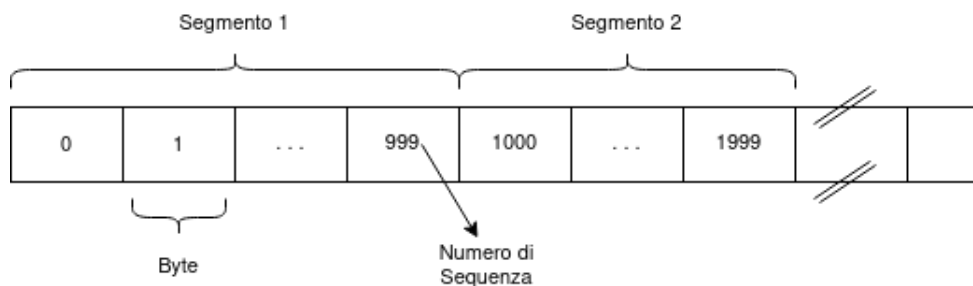 Segmento 1
Segmento 2
0 1 . . . 999 1000 . . . 1999
Byte
Numero di
Sequenza